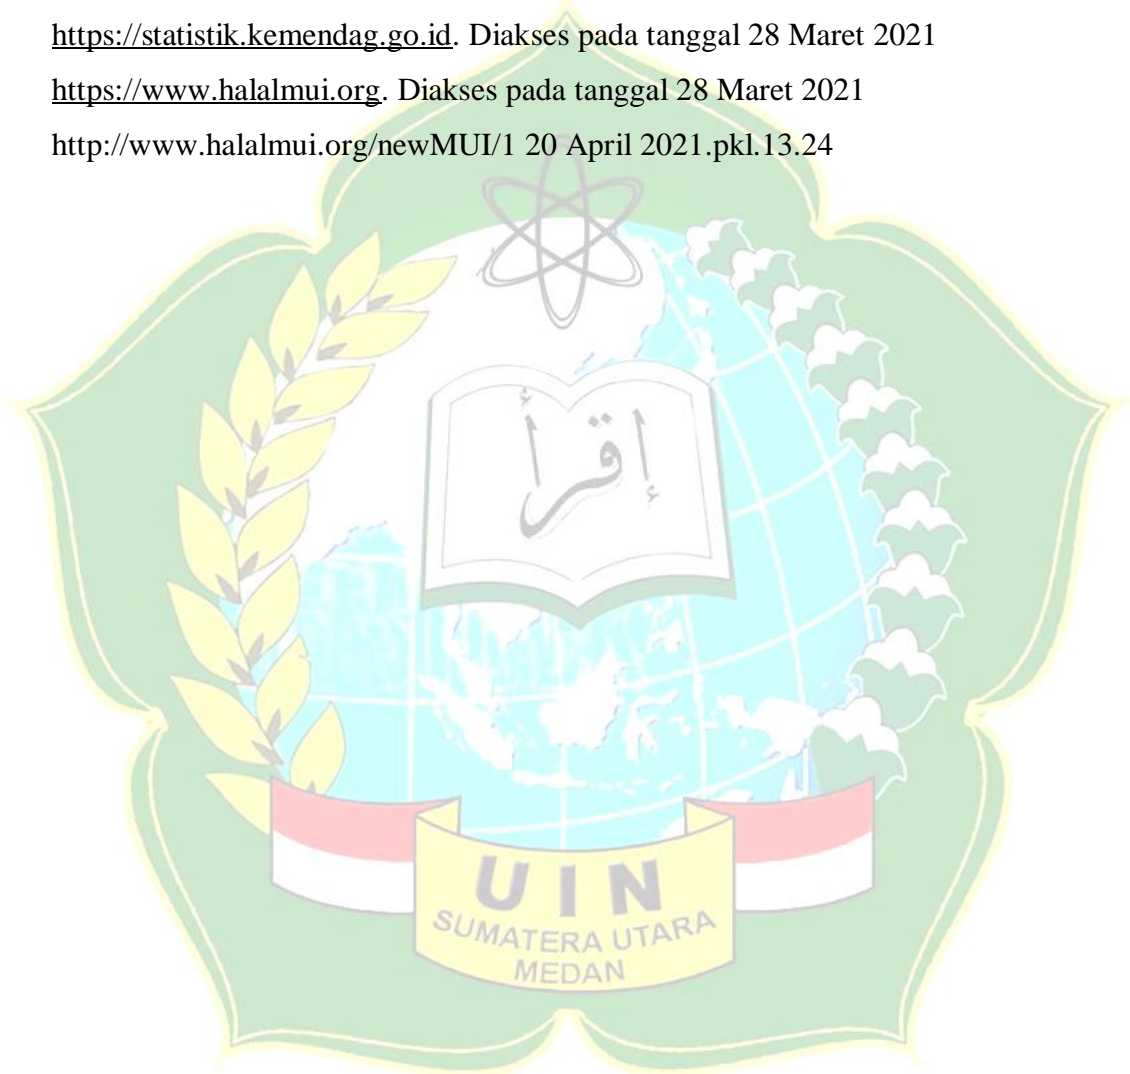 https://statistik.kemendag.go.id. Diakses pada tanggal 28 Maret 2021
https://www.halalmui.org. Diakses pada tanggal 28 Maret 2021
http://www.halalmui.org/newMUI/1 20 April 2021.pkl.13.24
إقرأ
UIN
SUMATERA UTARA
MEDAN